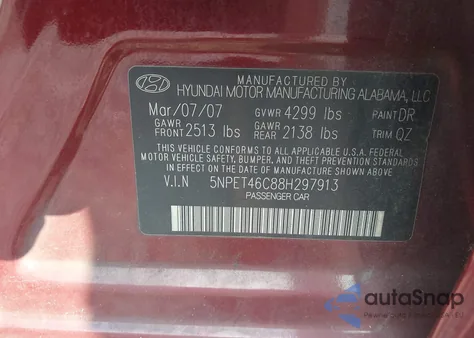 MANUFACTURED BY
HYUNDAI MOTOR MANUFACTURING ALABAMA, LLC
Mar/07/07 GVWR 4299 lbs PAINT DR
GAWR FRONT 2513 lbs GAWR REAR 2138 lbs TRIM QZ
THIS VEHICLE CONFORMS TO ALL APPLICABLE U.S.A. FEDERAL
MOTOR VEHICLE SAFETY, BUMPER, AND THEFT PREVENTION
STANDARDS IN EFFECT ON THE DATE OF MANUFACTURE SHOWN ABOVE.
V.I.N 5NPET46C88H297913
PASSENGER CAR
autoSnap